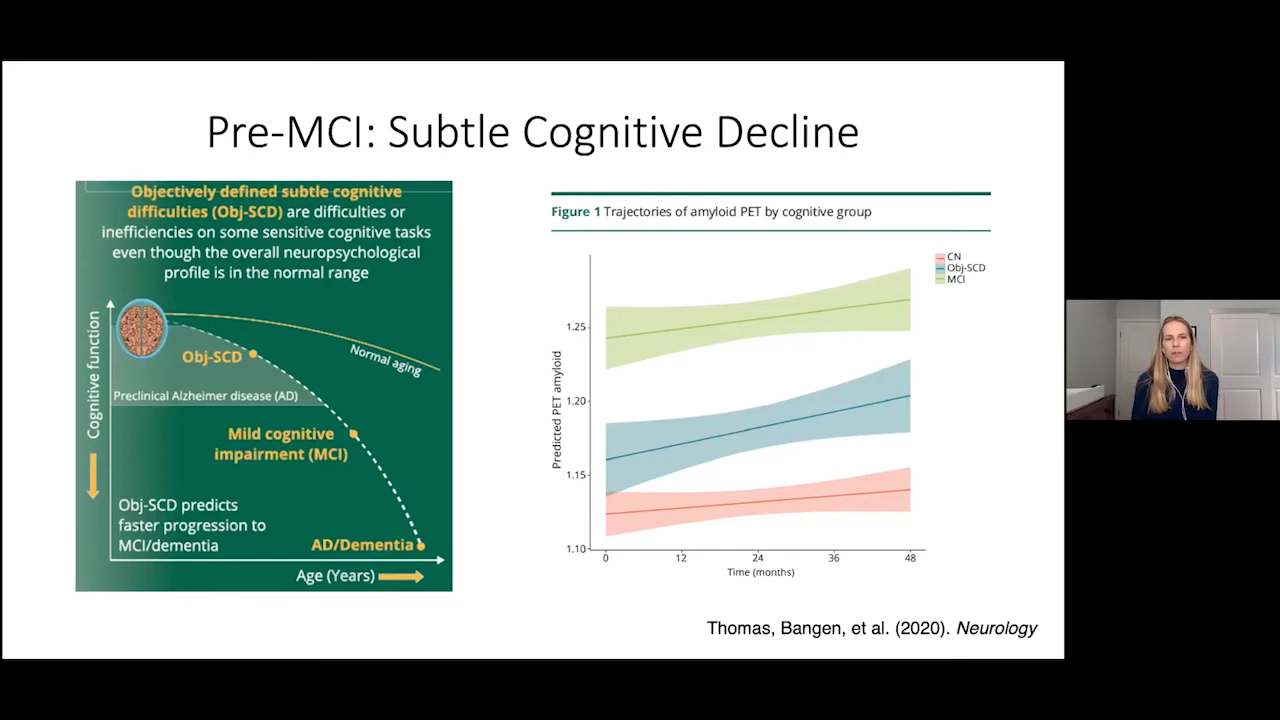 Pre-MCI: Subtle Cognitive Decline
Objectively defined subtle cognitive
difficulties (Obj-SCD) are difficulties or
inefficiencies on some sensitive cognitive tasks
even though the overall neuropsychological
profile is in the normal range
Cognitive function
Obj-SCD
Normal aging
Preclinical Alzheimer disease (AD)
Mild cognitive
impairment (MCI)
Obj-SCD predicts
faster progression to
MCI/dementia
AD/Dementia
Age (Years)
Figure 1 Trajectories of amyloid PET by cognitive group
CN
Obj-SCD
MCI
Predicted PET amyloid
1.25
1.20
1.15
1.10
0 12 24 36 48
Time (months)
Thomas, Bangen, et al. (2020). Neurology